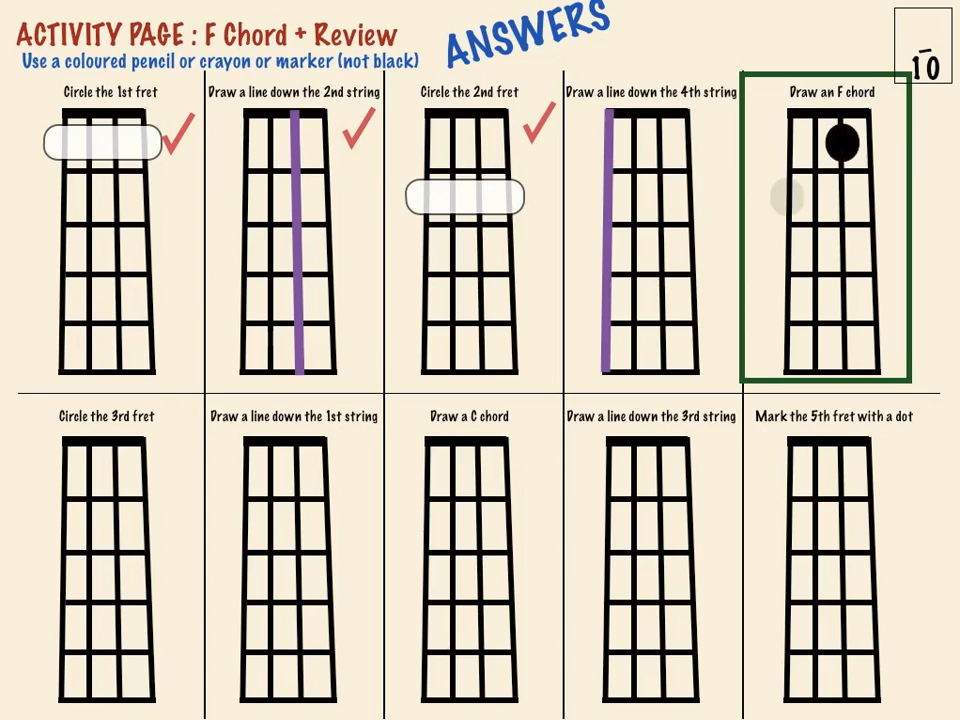 ACTIVITY PAGE : F Chord + Review
ANSWERS
Use a coloured pencil or crayon or marker (not black)
10
Circle the 1st fret
Draw a line down the 2nd string
Circle the 2nd fret
Draw a line down the 4th string
Draw an F chord
Circle the 3rd fret
Draw a line down the 1st string
Draw a C chord
Draw a line down the 3rd string
Mark the 5th fret with a dot